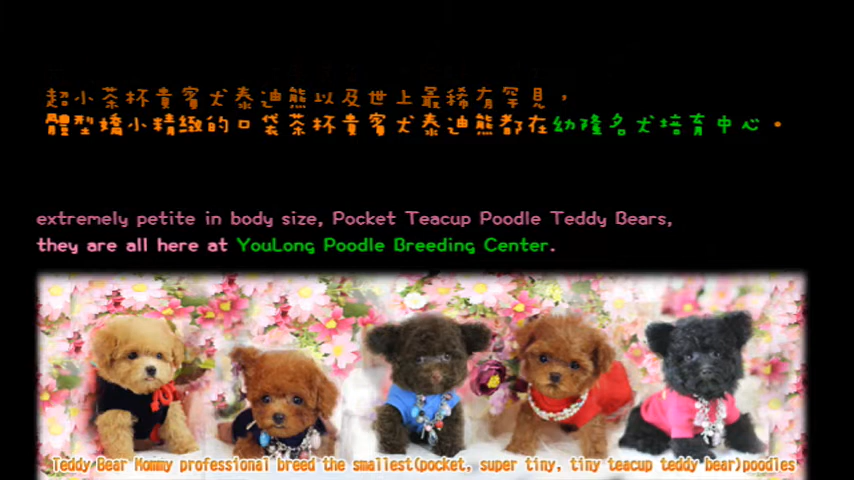 超小茶杯貴賓犬泰迪熊以及世上最稀有罕見，
體型嬌小精緻的口袋茶杯貴賓犬泰迪熊都在幼隆名犬培育中心。
extremely petite in body size, Pocket Teacup Poodle Teddy Bears,
they are all here at YouLong Poodle Breeding Center.
Teddy Bear Mommy professional breed the smallest(pocket, super tiny, tiny teacup teddy bear)poodles